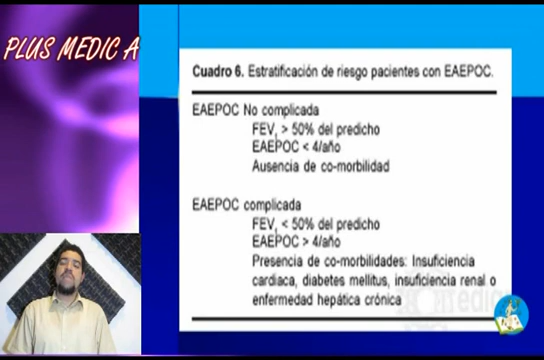 PLUS MEDIC A
Cuadro 6. Estratificación de riesgo pacientes con EAEPOC.
EAEPOC No complicada
FEV, > 50% del predicho
EAEPOC < 4/año
Ausencia de co-morbilidad
EAEPOC complicada
FEV, < 50% del predicho
EAEPOC > 4/año
Presencia de co-morbilidades: Insuficiencia
cardiaca, diabetes mellitus, insuficiencia renal o
enfermedad hepática crónica